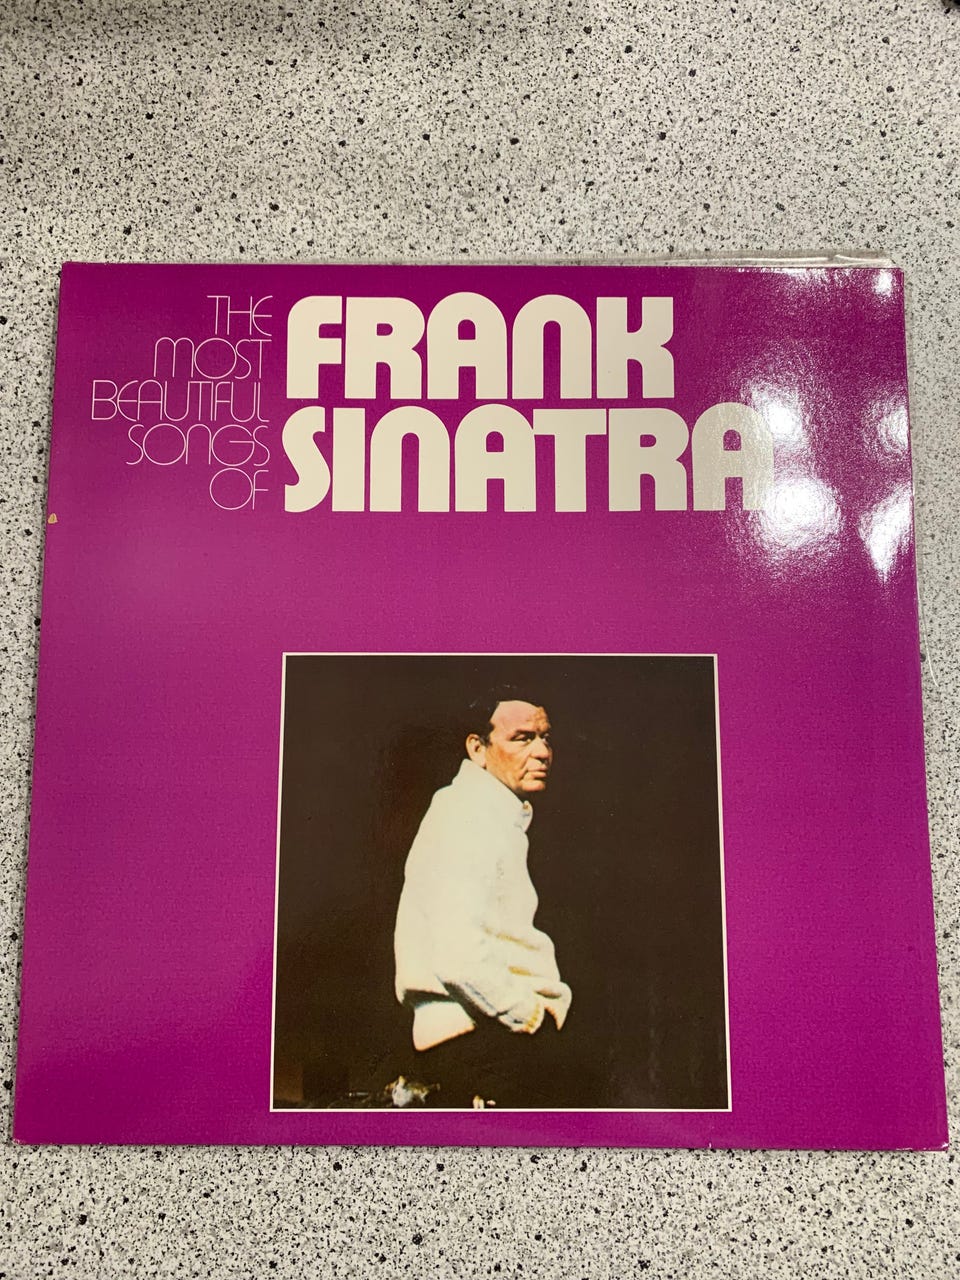 THE
MOST
BEAUTIFUL
SONGS
OF
FRANK
SINATRA